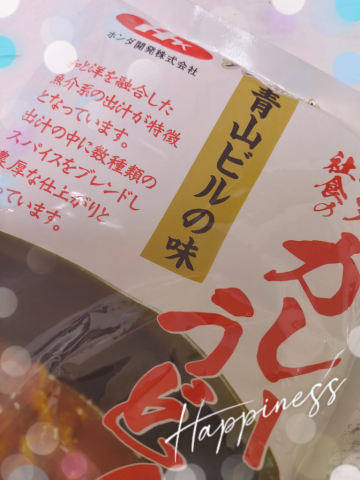 ホンダ開発株式会社
和と洋を融合した
魚介系の出汁が特徴
となっています。
出汁の中に数種類の
スパイスをブレンドし
濃厚な仕上がりと
っています。
青山ビルの味
社食の
カレー
うどん
Happiness